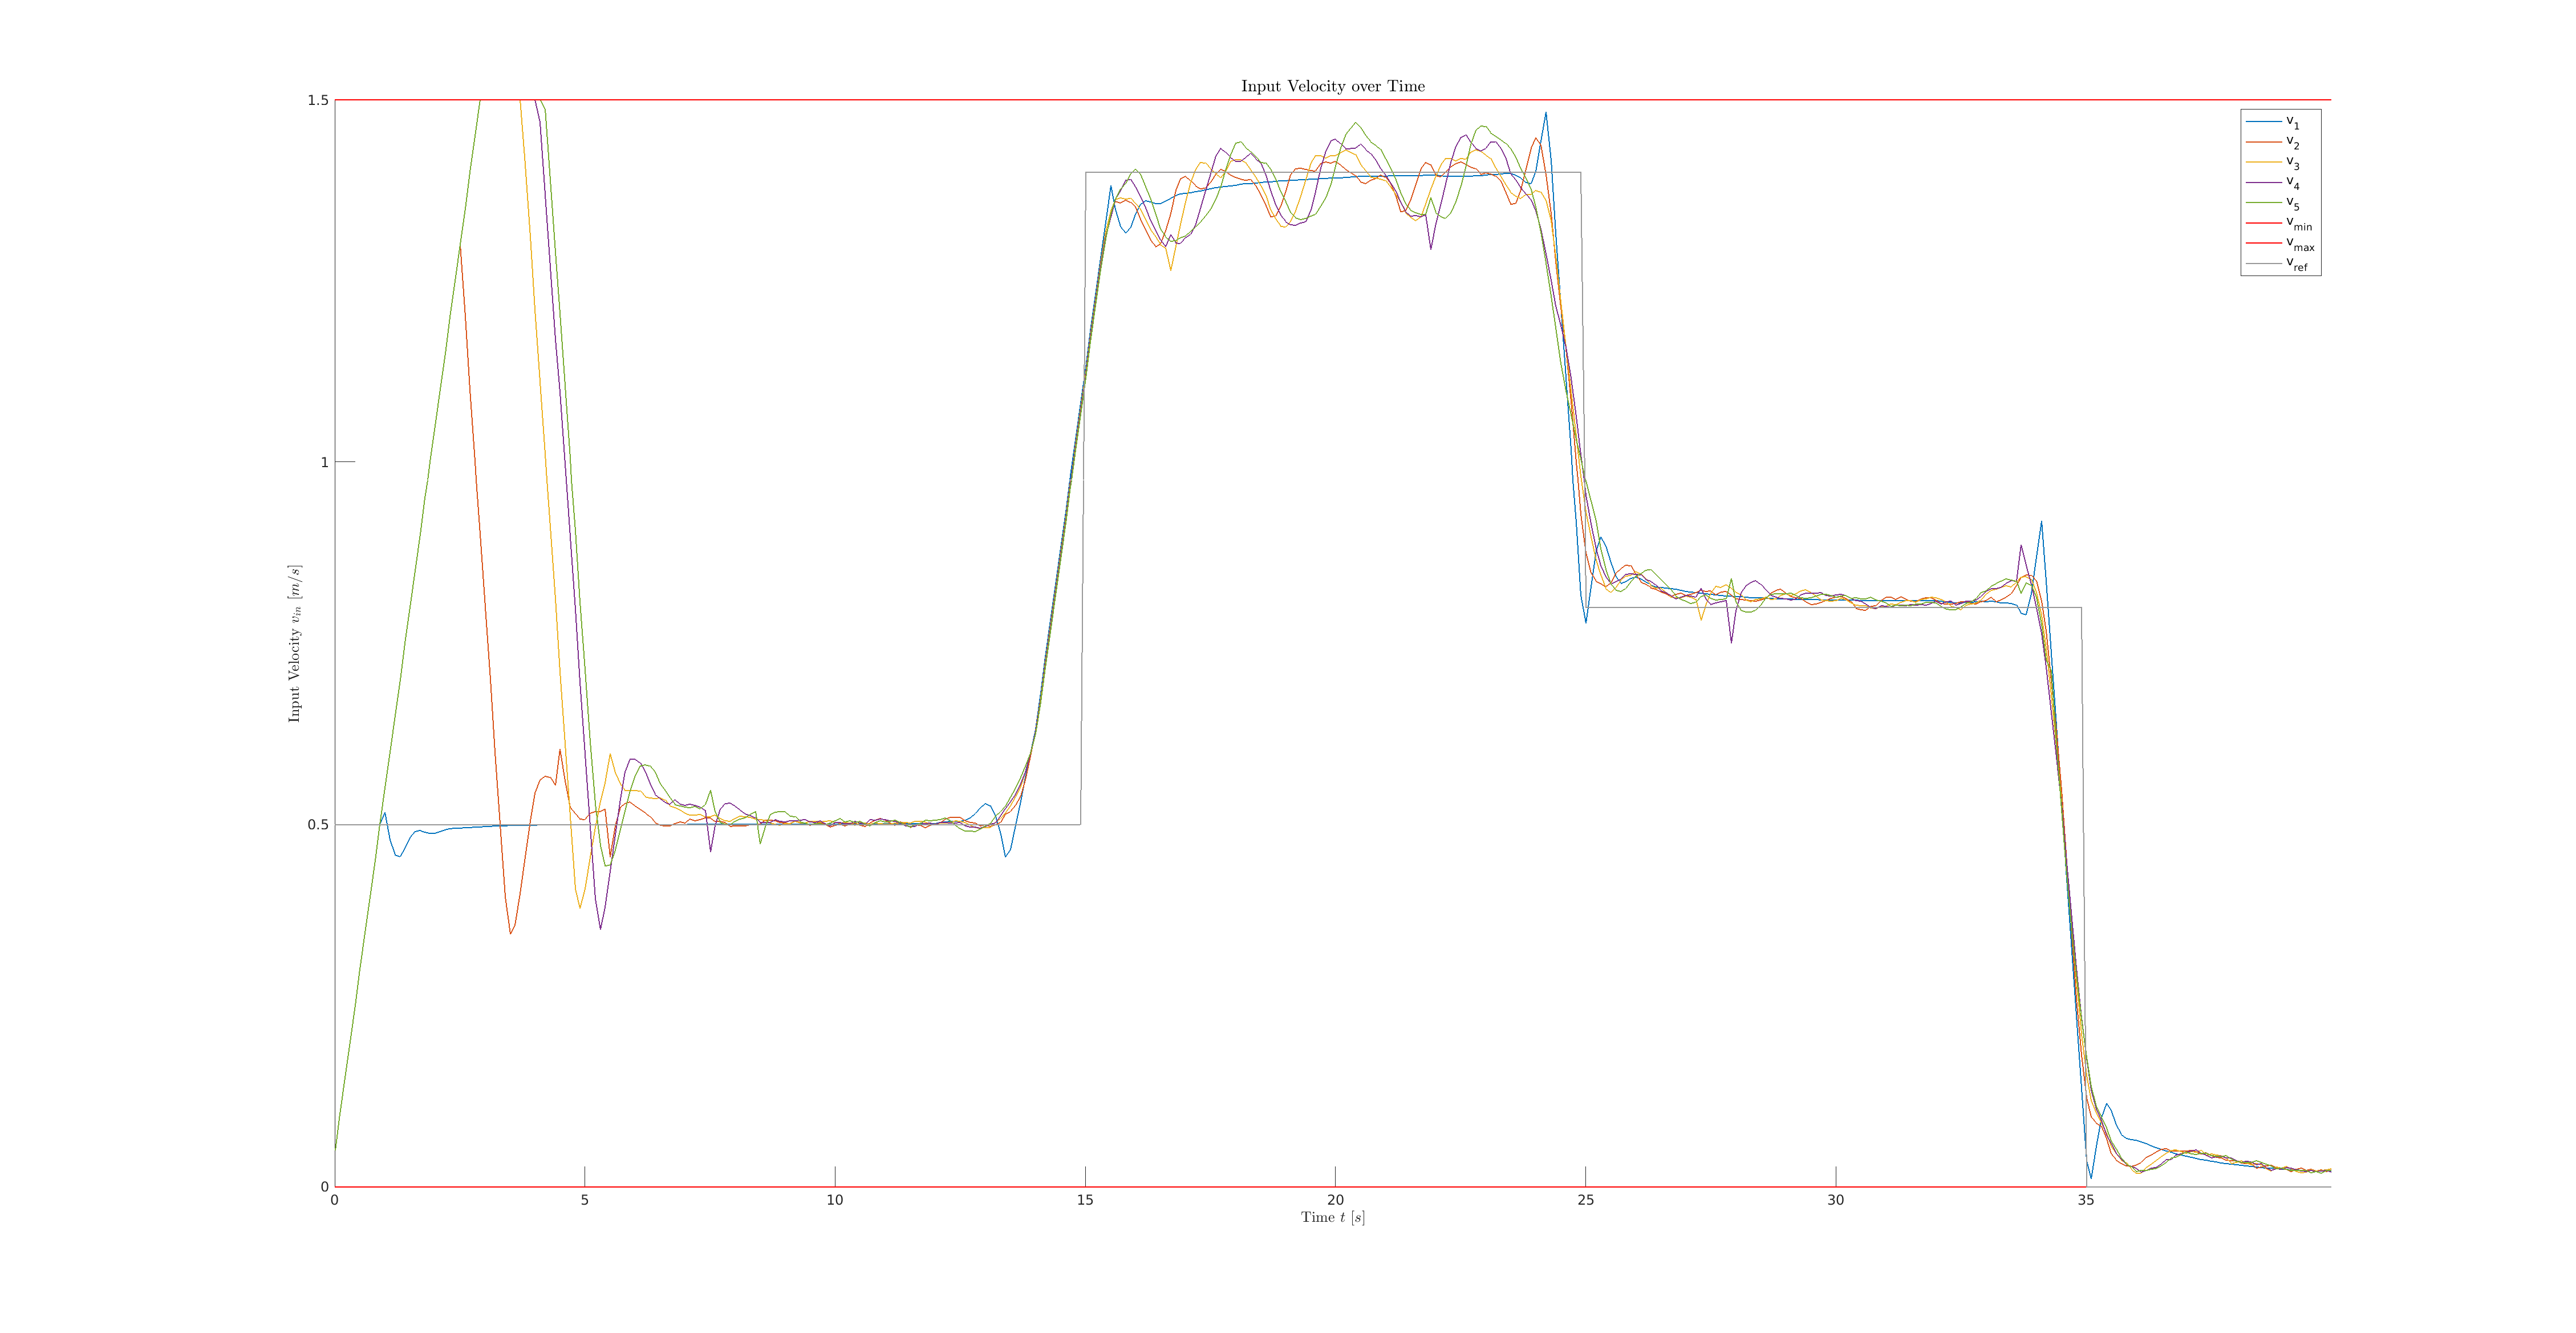 Input Velocity over Time
1.5
1
0.5
0
Input Velocity v_in [m/s]
v_1
v_2
v_3
v_4
v_5
v_min
v_max
v_ref
0 5 10 15 20 25 30 35
Time t [s]